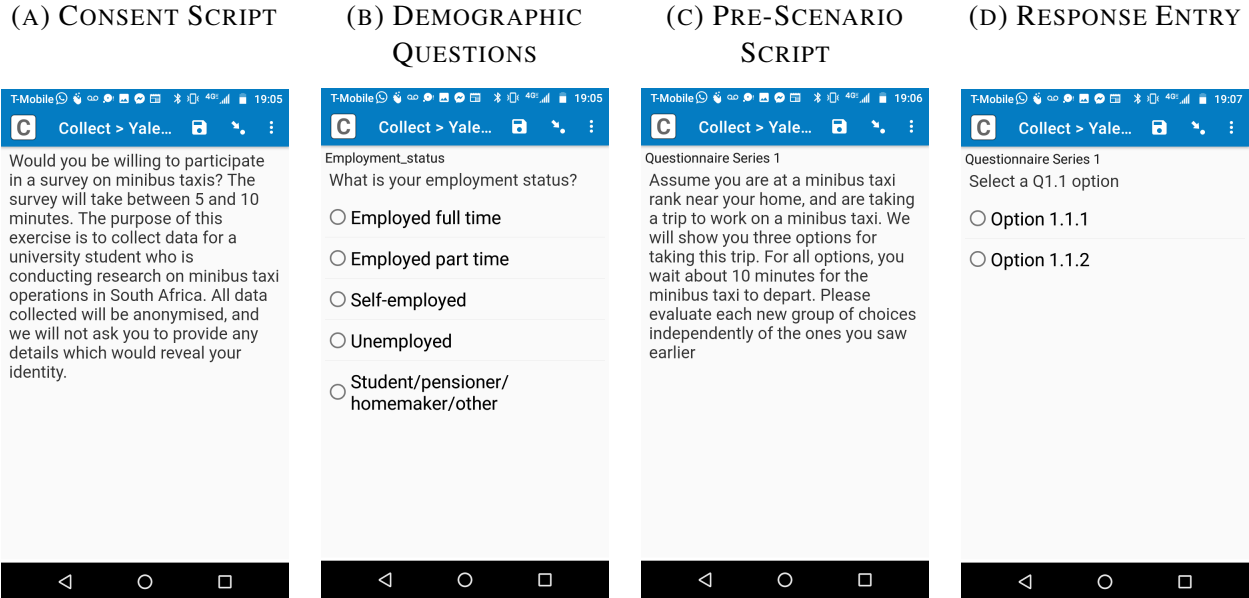 (A) CONSENT SCRIPT
T-Mobile 4G 19:05
C Collect > Yale...
Would you be willing to participate
in a survey on minibus taxis? The
survey will take between 5 and 10
minutes. The purpose of this
exercise is to collect data for a
university student who is
conducting research on minibus taxi
operations in South Africa. All data
collected will be anonymised, and
we will not ask you to provide any
details which would reveal your
identity.
(B) DEMOGRAPHIC
QUESTIONS
T-Mobile 4G 19:05
C Collect > Yale...
Employment_status
What is your employment status?
Employed full time
Employed part time
Self-employed
Unemployed
Student/pensioner/
homemaker/other
(C) PRE-SCENARIO
SCRIPT
T-Mobile 4G 19:06
C Collect > Yale...
Questionnaire Series 1
Assume you are at a minibus taxi
rank near your home, and are taking
a trip to work on a minibus taxi. We
will show you three options for
taking this trip. For all options, you
wait about 10 minutes for the
minibus taxi to depart. Please
evaluate each new group of choices
independently of the ones you saw
earlier
(D) RESPONSE ENTRY
T-Mobile 4G 19:07
C Collect > Yale...
Questionnaire Series 1
Select a Q1.1 option
Option 1.1.1
Option 1.1.2